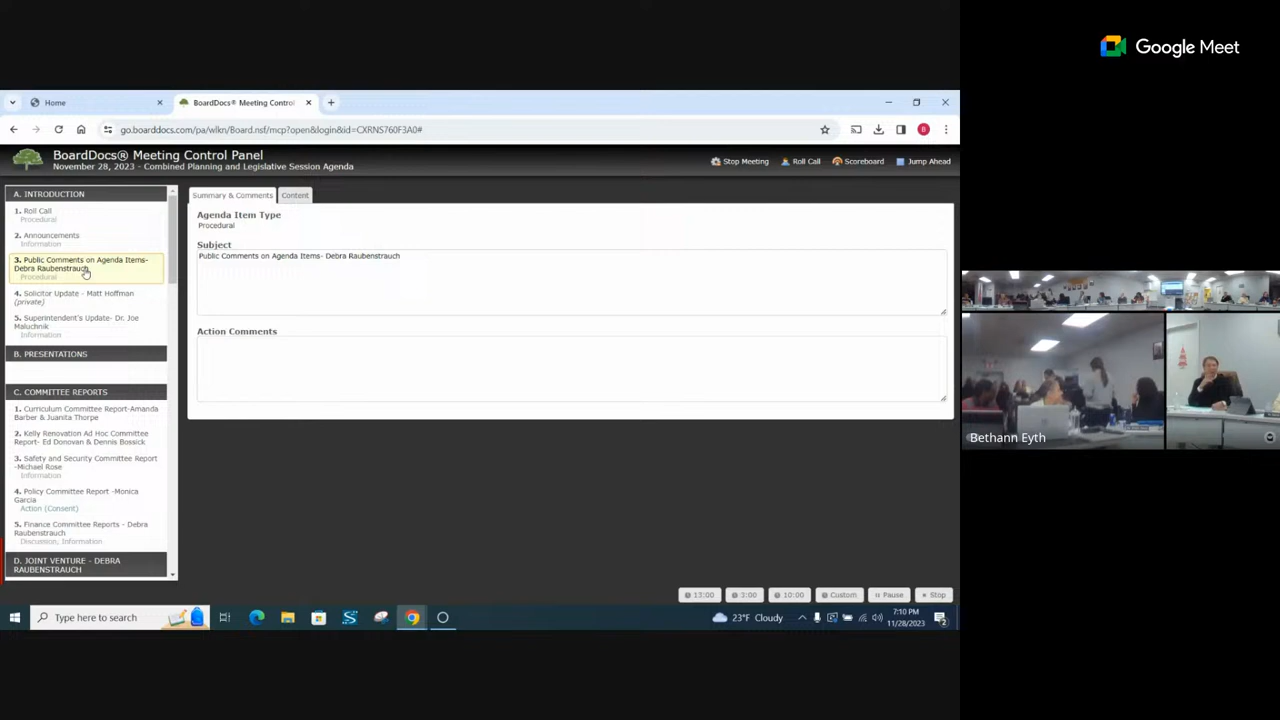 Google Meet
Home
BoardDocs® Meeting Control
go.boarddocs.com/pa/wlkn/Board.nsf/mcp?open&login&id=CXRNS760F3A0#
B
BoardDocs® Meeting Control Panel
November 28, 2023 - Combined Planning and Legislative Session Agenda
Stop Meeting
Roll Call
Scoreboard
Jump Ahead
A. INTRODUCTION
1. Roll Call
Procedural
2. Announcements
Information
3. Public Comments on Agenda Items-
Debra Raubenstrauch
Procedural
4. Solicitor Update - Matt Hoffman
(private)
5. Superintendent's Update- Dr. Joe
Maluchnik
Information
B. PRESENTATIONS
C. COMMITTEE REPORTS
1. Curriculum Committee Report-Amanda
Barber & Juanita Thorpe
2. Kelly Renovation Ad Hoc Committee
Report- Ed Donovan & Dennis Bossick
3. Safety and Security Committee Report
-Michael Rose
Information
4. Policy Committee Report -Monica
Garcia
Action (Consent)
5. Finance Committee Reports - Debra
Raubenstrauch
Discussion; Information
D. JOINT VENTURE - DEBRA
RAUBENSTRAUCH
Summary & Comments
Content
Agenda Item Type
Procedural
Subject
Public Comments on Agenda Items- Debra Raubenstrauch
Action Comments
3:00
10:00
Custom
Pause
Stop
Bethann Eyth
Type here to search
23°F Cloudy
7:10 PM
11/28/2023
2